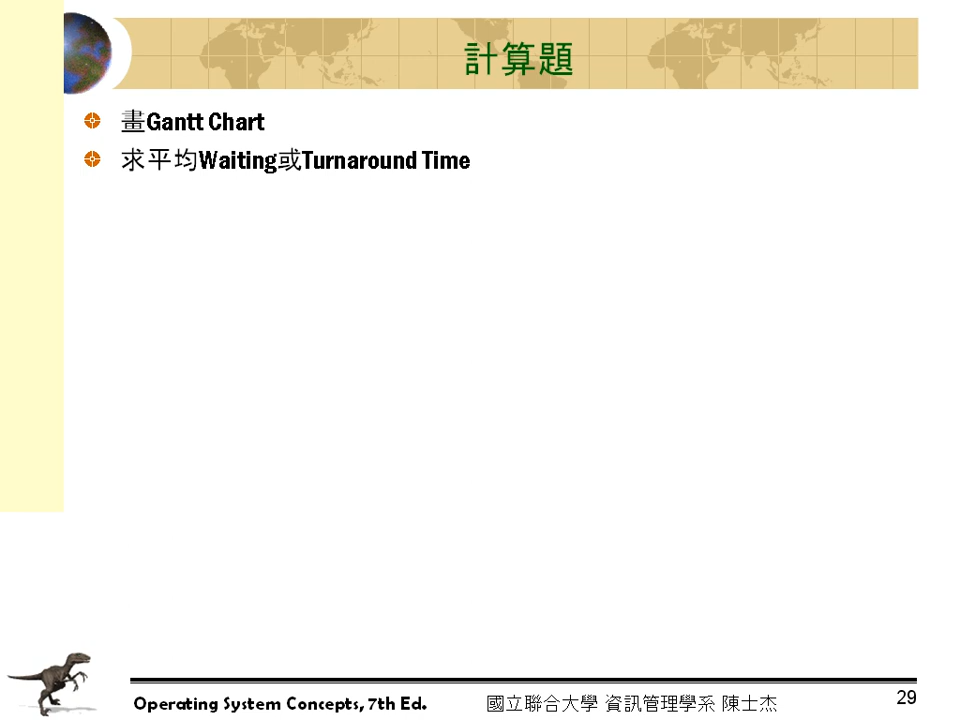 計算題
畫Gantt Chart
求平均Waiting或Turnaround Time
Operating System Concepts, 7th Ed.
國立聯合大學 資訊管理學系 陳士杰
29